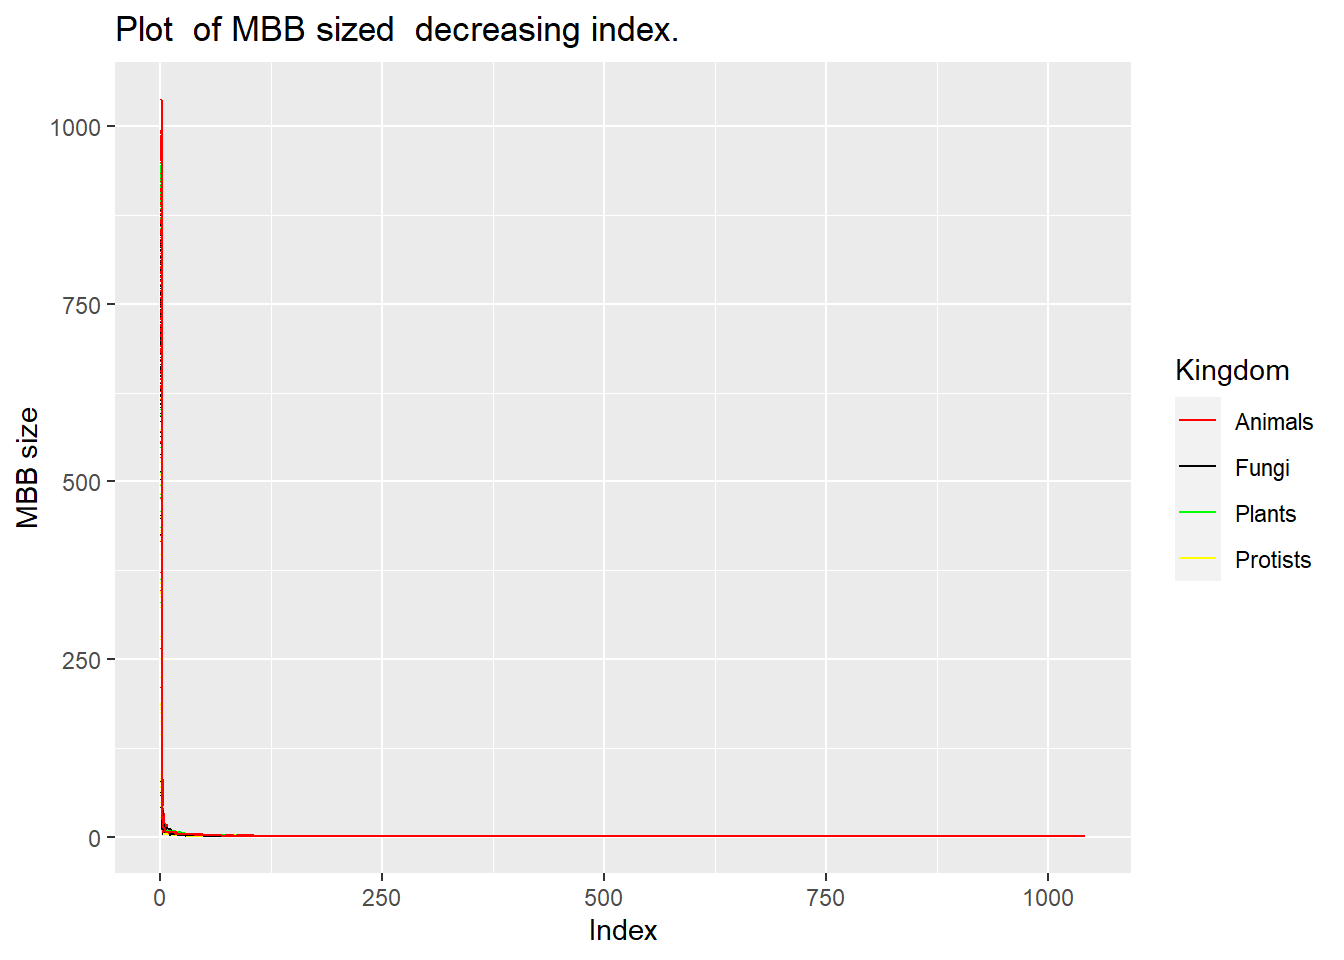 Plot  of MBB sized  decreasing index.
1000
750
500
250
0
MBB size
0 250 500 750 1000
Index
Kingdom
Animals
Fungi
Plants
Protists